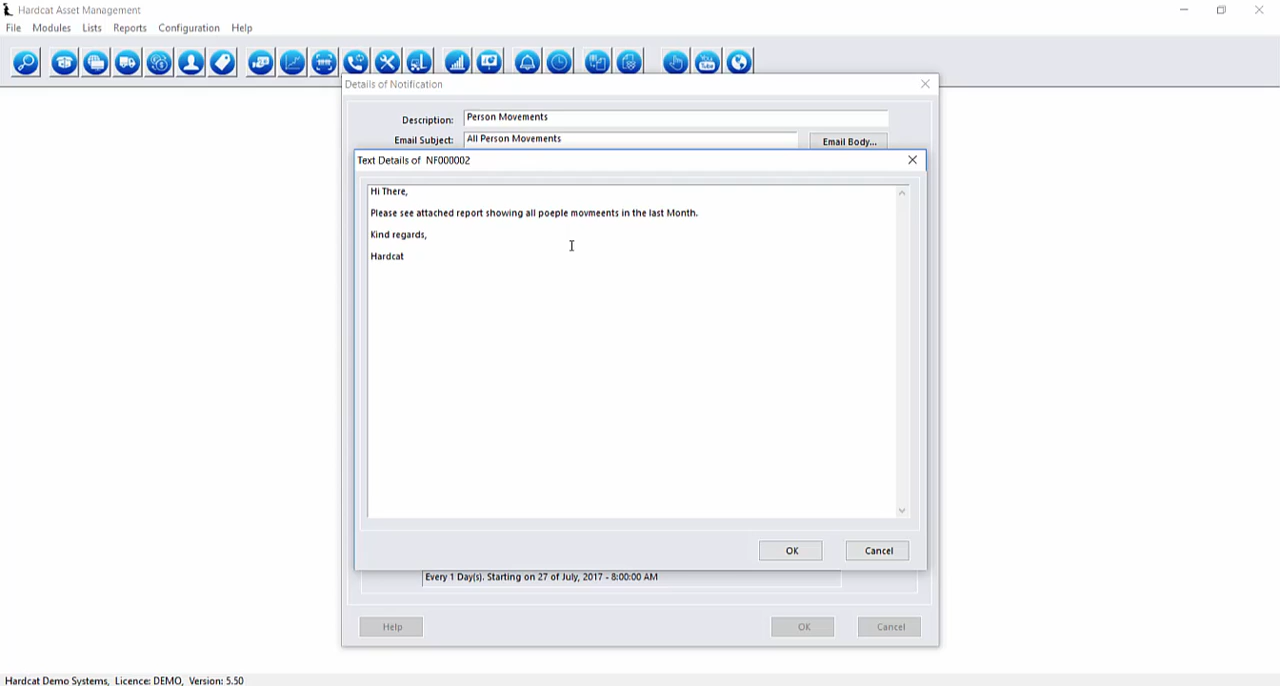 Hardcat Asset Management
File Modules Lists Reports Configuration Help
You
Tube
Details of Notification
Description: Person Movements
Email Subject: All Person Movements Email Body...
Text Details of NF000002
Hi There,
Please see attached report showing all poeple movmeents in the last Month.
Kind regards,
Hardcat
OK Cancel
Every 1 Day(s). Starting on 27 of July, 2017 - 8:00:00 AM
Help OK Cancel
Hardcat Demo Systems, Licence: DEMO, Version: 5.50